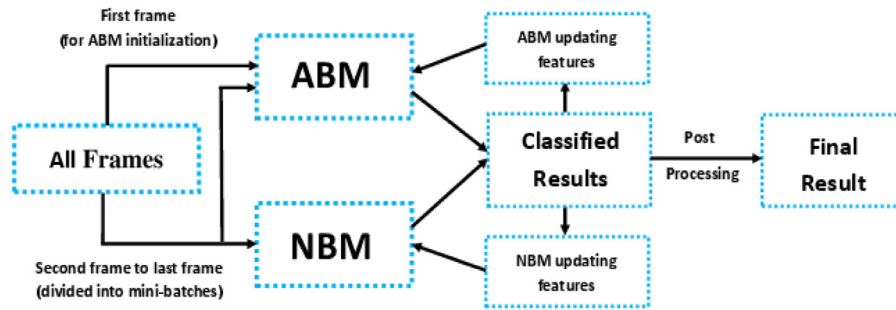 First frame
(for ABM initialization)
ABM
ABM updating
features
All Frames
Classified
Results
Post
Processing
Final
Result
NBM
Second frame to last frame
(divided into mini-batches)
NBM updating
features